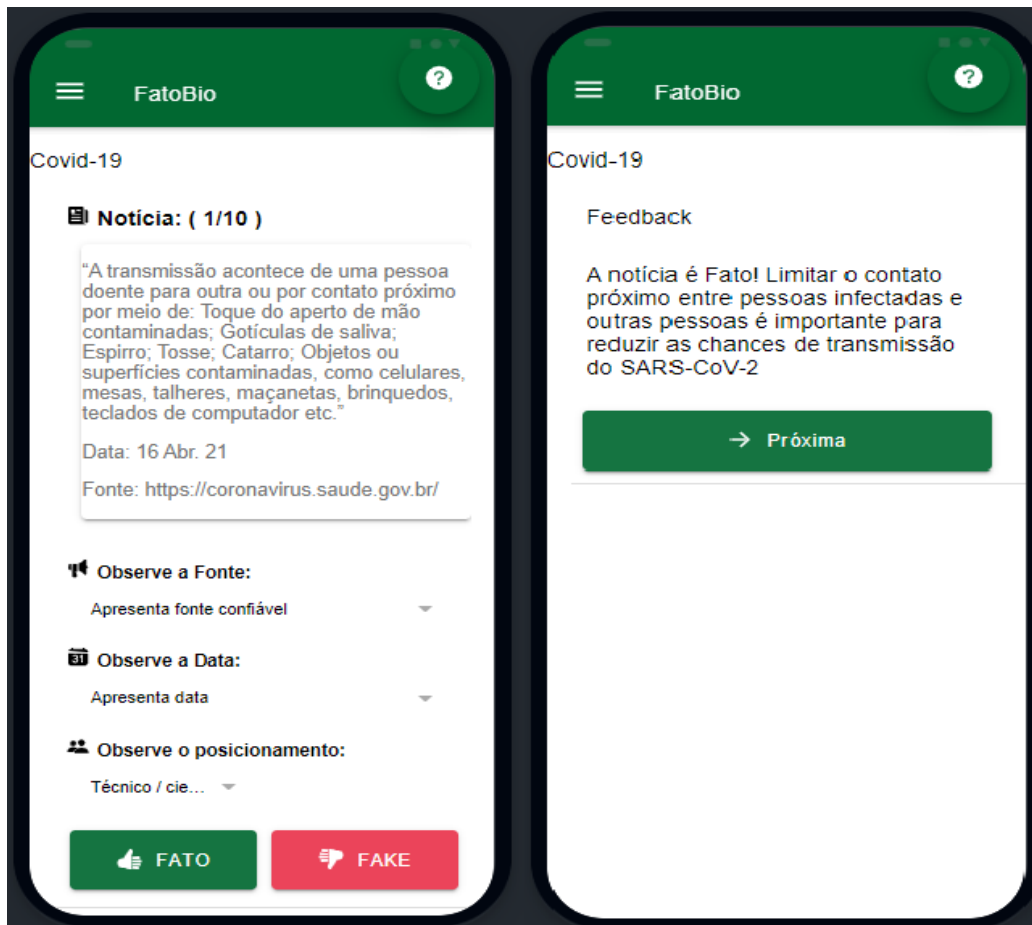 FatoBio
Covid-19
Notícia: ( 1/10 )
“A transmissão acontece de uma pessoa
doente para outra ou por contato próximo
por meio de: Toque do aperto de mão
contaminadas; Gotículas de saliva;
Espirro; Tosse; Catarro; Objetos ou
superfícies contaminadas, como celulares,
mesas, talheres, maçanetas, brinquedos,
teclados de computador etc.”
Data: 16 Abr. 21
Fonte: https://coronavirus.saude.gov.br/
Observe a Fonte:
Apresenta fonte confiável
31 Observe a Data:
Apresenta data
Observe o posicionamento:
Técnico / cie...
FATO
FAKE
?
FatoBio
?
Covid-19
Feedback
A notícia é Fato! Limitar o contato
próximo entre pessoas infectadas e
outras pessoas é importante para
reduzir as chances de transmissão
do SARS-CoV-2
→ Próxima